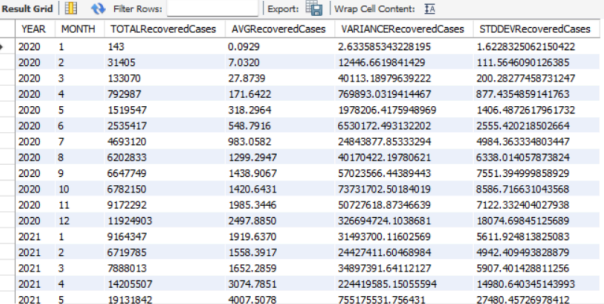 Result Grid Filter Rows: Export: Wrap Cell Content:
YEAR MONTH TOTALRecoveredCases AVGRecoveredCases VARIANCERecoveredCases STDDEVRecoveredCases
2020 1 143 0.0929 2.633585343228195 1.6228325062150422
2020 2 31405 7.0320 12446.6619841429 111.5646090126385
2020 3 133070 27.8739 40113.18979639222 200.28277458731247
2020 4 792987 171.6422 769893.0319414467 877.4354859141763
2020 5 1519547 318.2964 1978206.4175948969 1406.4872617961732
2020 6 2535417 548.7916 6530172.493132202 2555.420218502664
2020 7 4693120 983.0582 24843877.85333294 4984.363334803447
2020 8 6202833 1299.2947 40170422.19780621 6338.014057873824
2020 9 6647749 1438.9067 57023566.44389443 7551.394999858929
2020 10 6782150 1420.6431 73731702.50184019 8586.716631043568
2020 11 9172292 1985.3446 50727618.87346639 7122.332404027938
2020 12 11924903 2497.8850 326694724.1038681 18074.69845125689
2021 1 9164347 1919.6370 31493700.11602569 5611.924813825083
2021 2 6719785 1558.3917 24427411.60468984 4942.409493828879
2021 3 7888013 1652.2859 34897391.64112127 5907.401428811256
2021 4 14205507 3074.7851 224419585.15055594 14980.640345143993
2021 5 19131842 4007.5078 755175531.756431 27480.45726978412